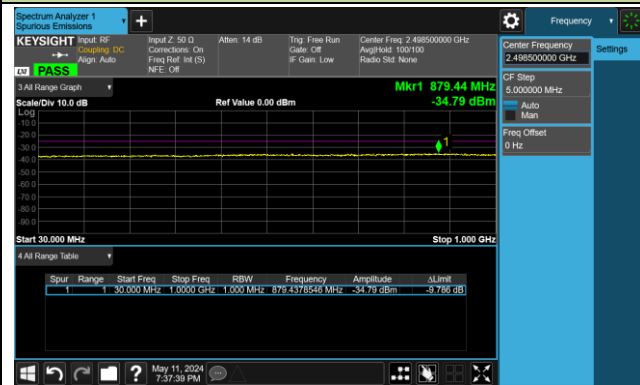 Spectrum Analyzer 1
Spurious Emissions
Frequency
KEYSIGHT Input: RF Input Z: 50 Ω Atten: 14 dB Trig: Free Run Center Freq: 2.498500000 GHz
Coupling: DC Corrections: On Gate: Off Avg|Hold: 100/100
Align: Auto Freq Ref: Int (S) IF Gain: Low Radio Std: None
NFE: Off
LXI PASS
Center Frequency
2.498500000 GHz
Settings
CF Step
5.000000 MHz
Auto
Man
Freq Offset
0 Hz
3 All Range Graph
Mkr1 879.44 MHz
Scale/Div 10.0 dB Ref Value 0.00 dBm -34.79 dBm
Log
-10.0
-20.0
-30.0
-40.0
-50.0
-60.0
-70.0
-80.0
-90.0
1
Start 30.000 MHz Stop 1.000 GHz
4 All Range Table
Spur Range Start Freq Stop Freq RBW Frequency Amplitude ΔLimit
1 1 30.000 MHz 1.0000 GHz 1.000 MHz 879.4378546 MHz -34.79 dBm -9.786 dB
?
May 11, 2024
7:37:39 PM